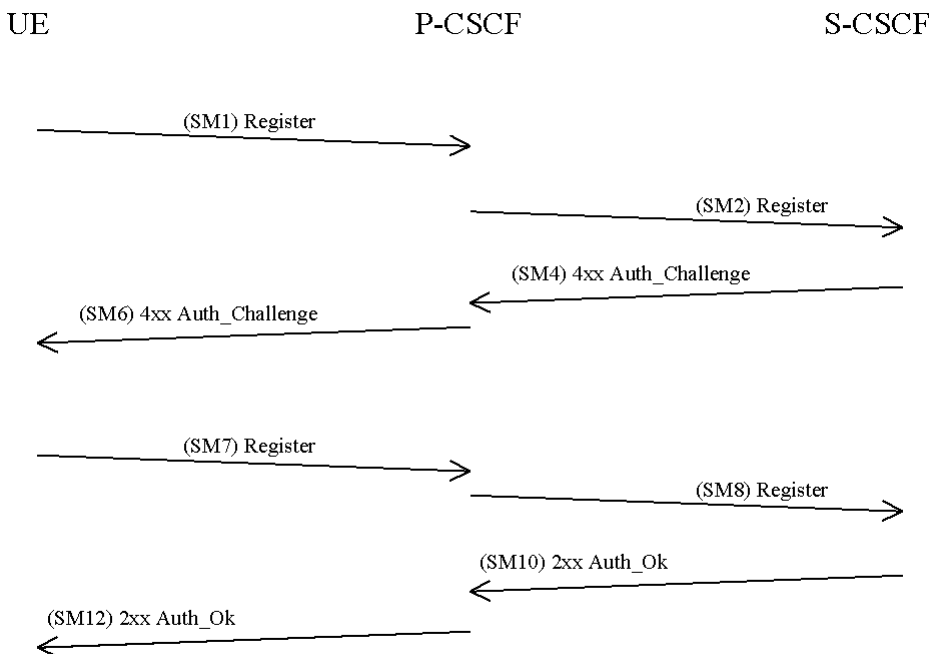 UE P-CSCF S-CSCF
(SM1) Register
(SM2) Register
(SM4) 4xx Auth_Challenge
(SM6) 4xx Auth_Challenge
(SM7) Register
(SM8) Register
(SM10) 2xx Auth_Ok
(SM12) 2xx Auth_Ok